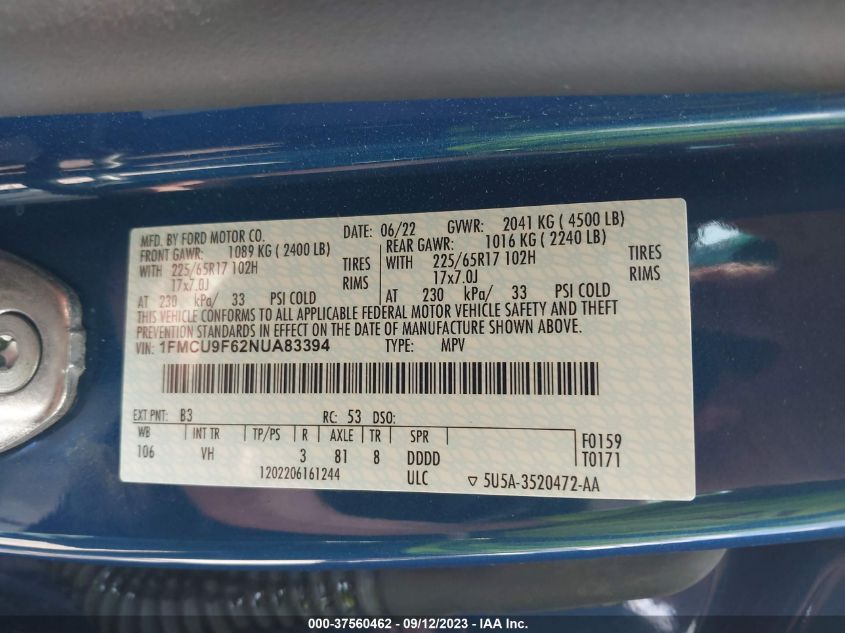 MFD. BY FORD MOTOR CO. DATE: 06/22 GVWR: 2041 KG ( 4500 LB)
FRONT GAWR: 1089 KG ( 2400 LB) REAR GAWR: 1016 KG ( 2240 LB)
WITH 225/65R17 102H TIRES WITH 225/65R17 102H TIRES
17x7.0J RIMS 17x7.0J RIMS
AT 230 kPa/ 33 PSI COLD AT 230 kPa/ 33 PSI COLD
THIS VEHICLE CONFORMS TO ALL APPLICABLE FEDERAL MOTOR VEHICLE SAFETY AND THEFT
PREVENTION STANDARDS IN EFFECT ON THE DATE OF MANUFACTURE SHOWN ABOVE.
VIN: 1FMCU9F62NUA83394 TYPE: MPV
EXT PNT: B3 RC: 53 DSO:
WB INT TR TP/PS R AXLE TR SPR F0159
106 VH 3 81 8 DDDD T0171
1202206161244 ULC ▽ 5U5A-3520472-AA
000-37560462 - 09/12/2023 - © 2023 IAA, Inc.